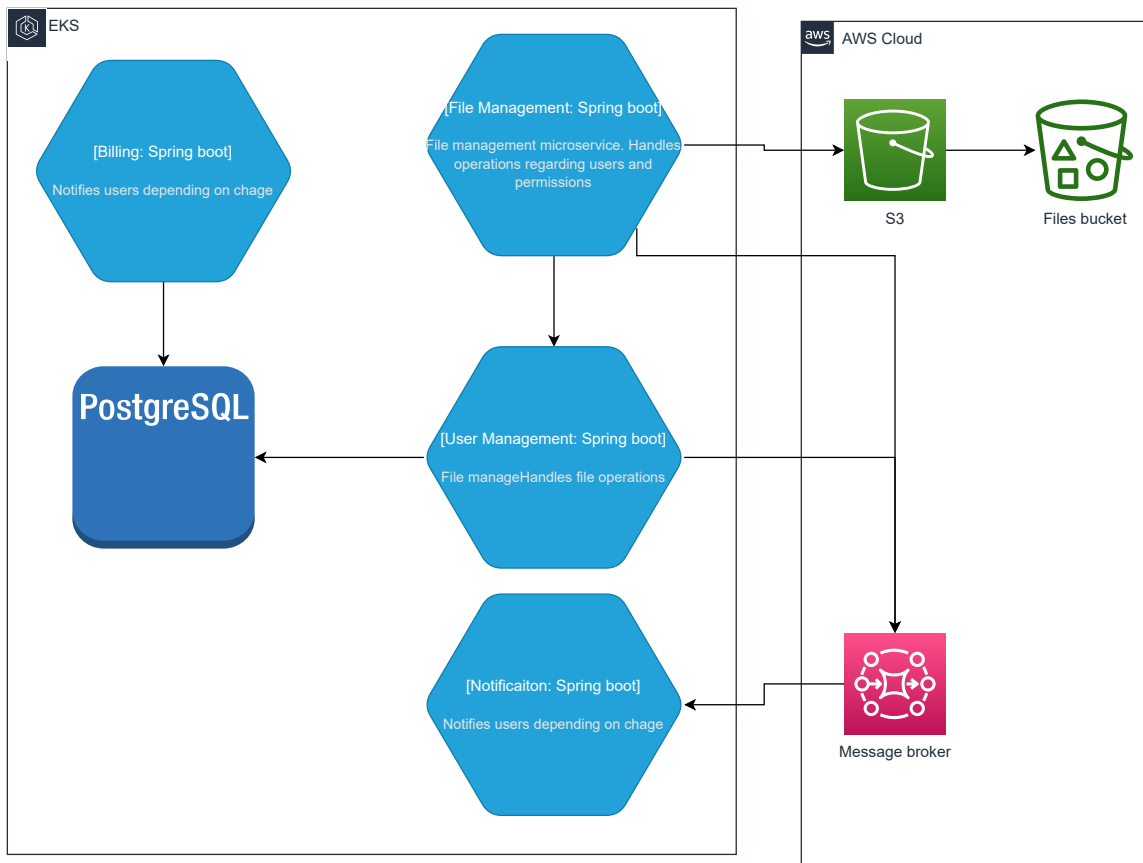 EKS
aws
AWS Cloud
[Billing: Spring boot]
Notifies users depending on chage
[File Management: Spring boot]
File management microservice. Handles
operations regarding users and
permissions
S3
Files bucket
PostgreSQL
[User Management: Spring boot]
File manageHandles file operations
[Notificaiton: Spring boot]
Notifies users depending on chage
Message broker